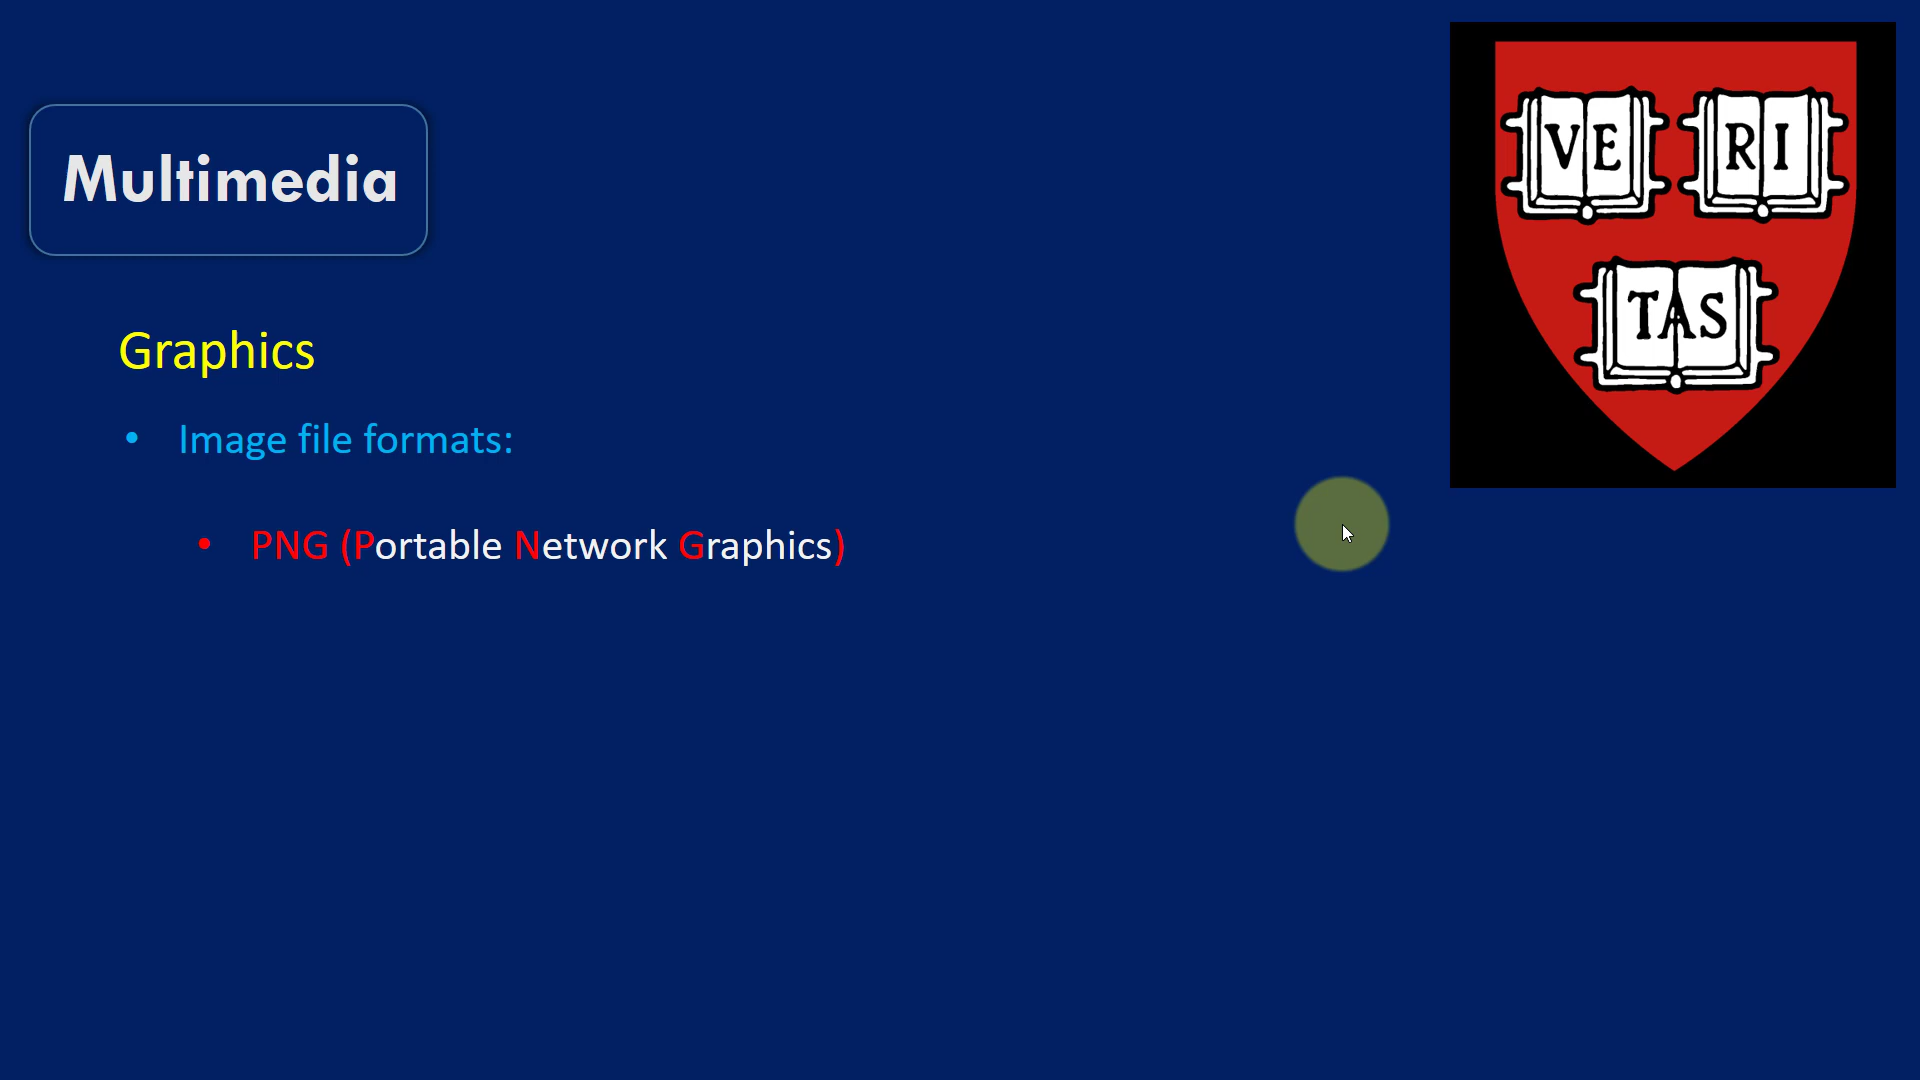 Multimedia
Graphics
• Image file formats:
• PNG (Portable Network Graphics)
VE RI
TAS